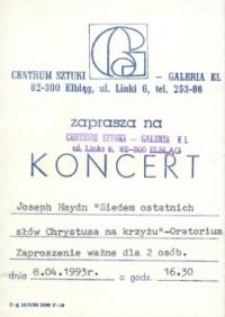 CENTRUM SZTUKI – GALERIA EL
82-300 Elbląg, ul. Linki 6, tel. 253-86
zaprasza na
CENTRUM SZTUKI - GALERIA EL
ul. Linki 6, 82-300 ELBLĄG
KONCERT
Joseph Haydn "Siedem ostatnich
słów Chrystusa na krzyżu"-Oratorium
Zaproszenie ważne dla 2 osób.
dnia 8.04.1993r. o godz. 16.30